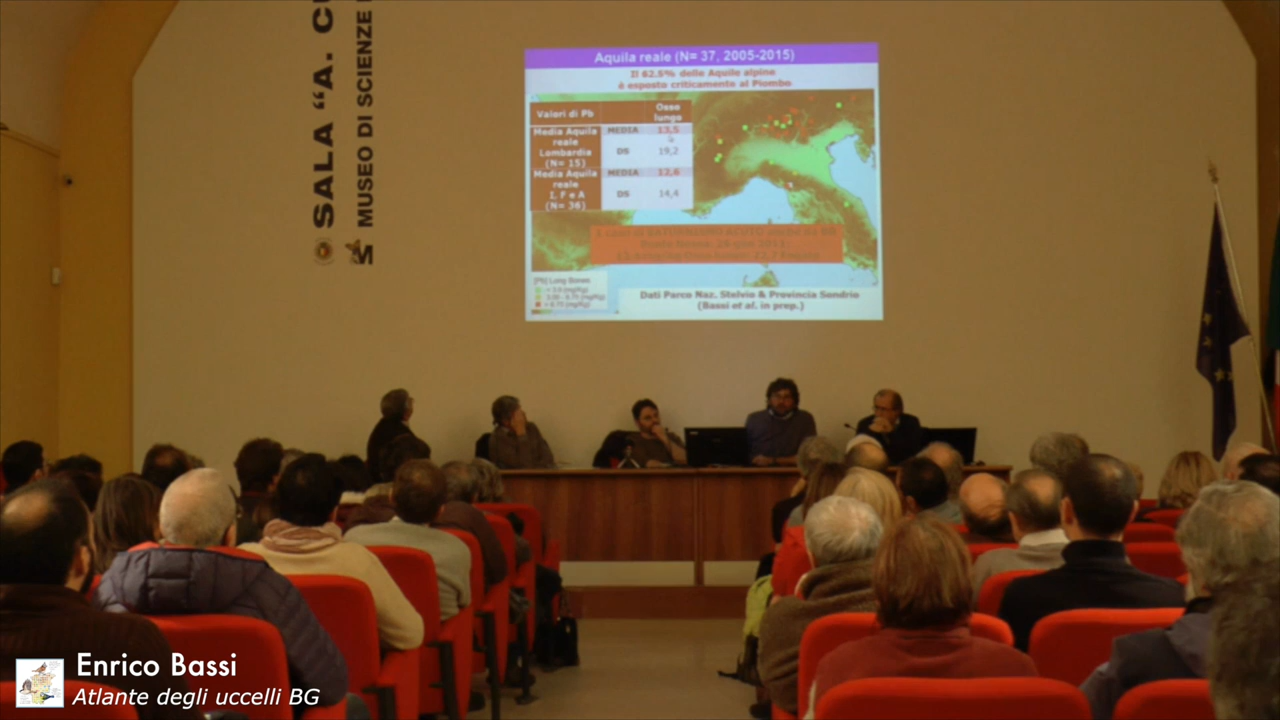 SALA “A. C
MUSEO DI SCIENZE
Aquila reale (N= 37, 2005-2015)
Il 62.5% delle Aquile alpine
è esposto criticamente al Piombo
Valori di Pb
Osso
lungo
Media Aquila
reale
Lombardia
(N= 15)
MEDIA
13,5
DS
19,2
Media Aquila
reale
I, F e A
(N= 36)
MEDIA
12,6
DS
14,4
[Pb] Long Bones
Dati Parco Naz. Stelvio & Provincia Sondrio
(Bassi et al. in prep.)
Enrico Bassi
Atlante degli uccelli BG